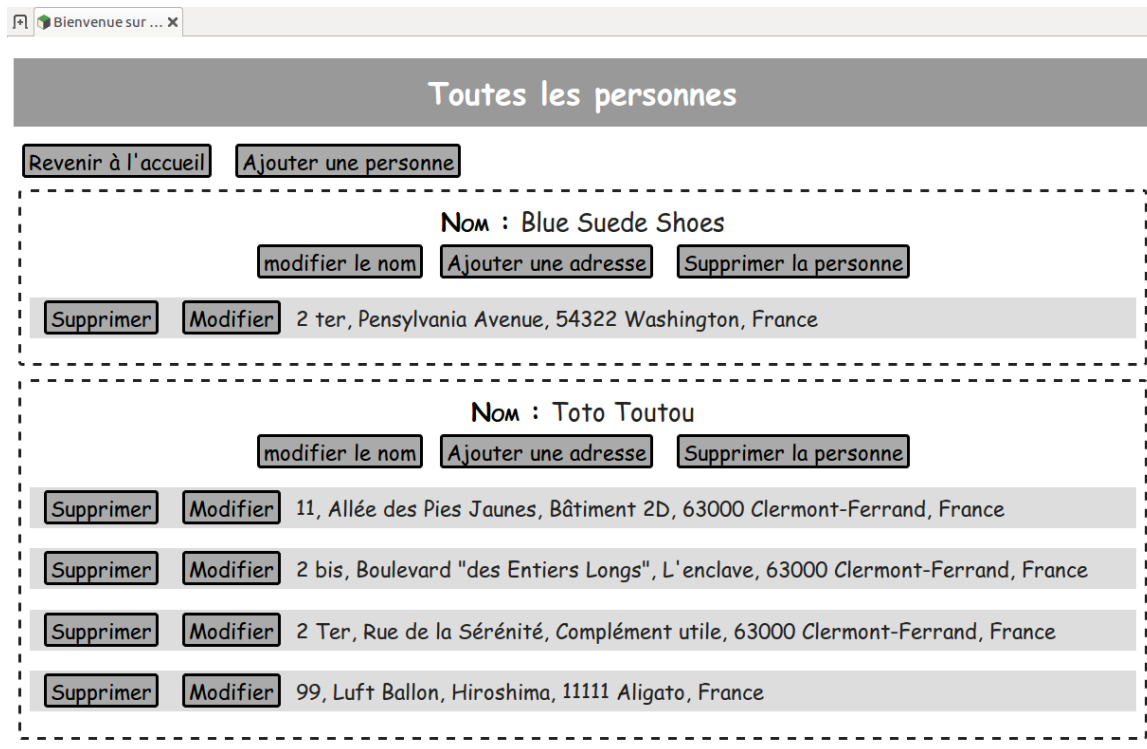 Bienvenue sur ...
Toutes les personnes
Revenir à l'accueil Ajouter une personne
Nom : Blue Suede Shoes
modifier le nom Ajouter une adresse Supprimer la personne
Supprimer Modifier 2 ter, Pensylvania Avenue, 54322 Washington, France
Nom : Toto Toutou
modifier le nom Ajouter une adresse Supprimer la personne
Supprimer Modifier 11, Allée des Pies Jaunes, Bâtiment 2D, 63000 Clermont-Ferrand, France
Supprimer Modifier 2 bis, Boulevard "des Entiers Longs", L'enclave, 63000 Clermont-Ferrand, France
Supprimer Modifier 2 Ter, Rue de la Sérénité, Complément utile, 63000 Clermont-Ferrand, France
Supprimer Modifier 99, Luft Ballon, Hiroshima, 11111 Aligato, France